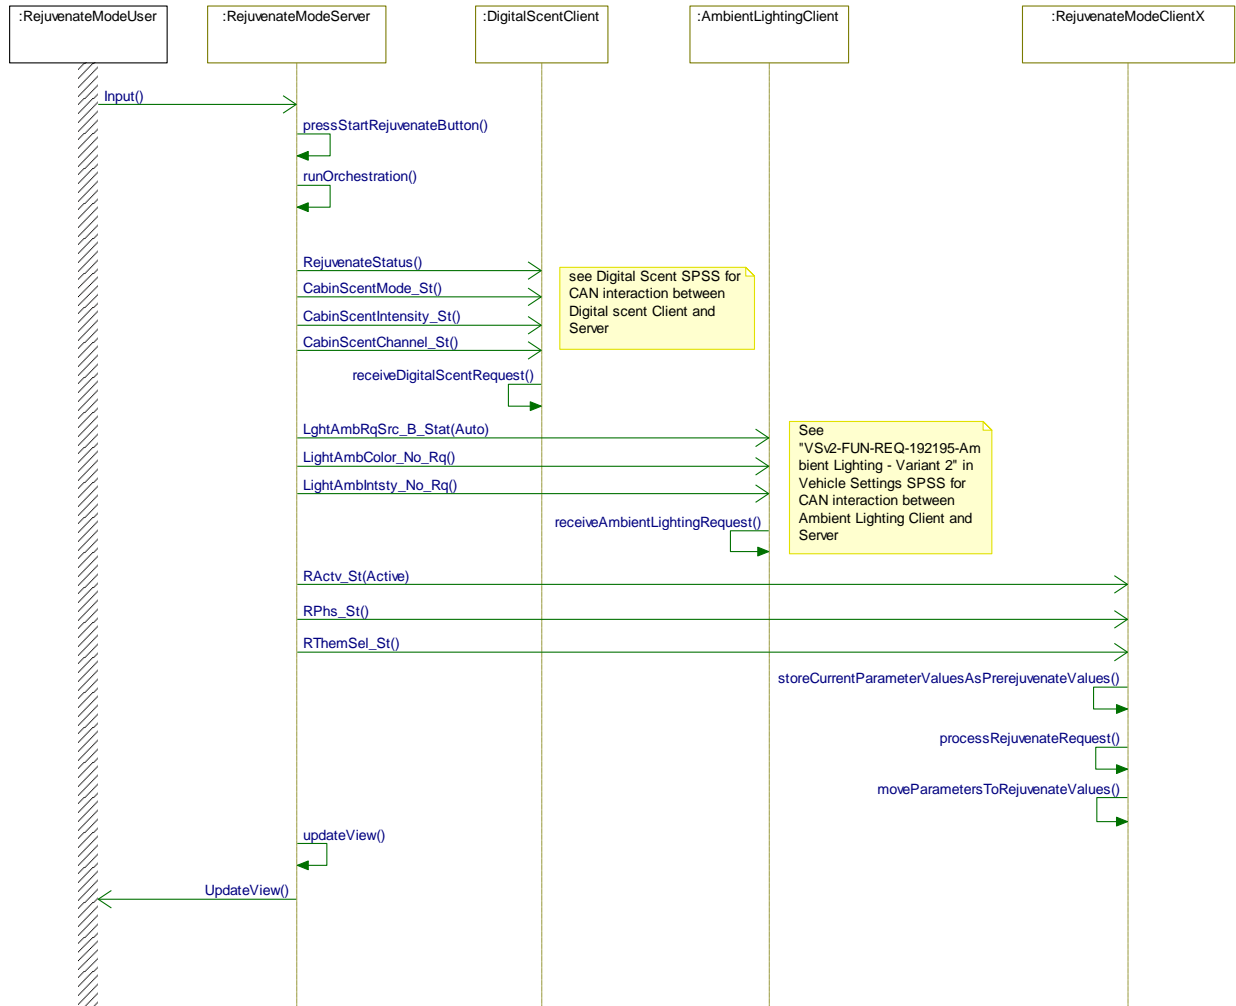 :RejuvenateModeUser
:RejuvenateModeServer
:DigitalScentClient
:AmbientLightingClient
:RejuvenateModeClientX
Input()
pressStartRejuvenateButton()
runOrchestration()
RejuvenateStatus()
CabinScentMode_St()
CabinScentIntensity_St()
CabinScentChannel_St()
see Digital Scent SPSS for
CAN interaction between
Digital scent Client and
Server
receiveDigitalScentRequest()
LghtAmbRqSrc_B_Stat(Auto)
LightAmbColor_No_Rq()
LightAmbIntsty_No_Rq()
See
"VSv2-FUN-REQ-192195-Am
bient Lighting - Variant 2" in
Vehicle Settings SPSS for
CAN interaction between
Ambient Lighting Client and
Server
receiveAmbientLightingRequest()
RActv_St(Active)
RPhs_St()
RThemSel_St()
storeCurrentParameterValuesAsPrerejuvenateValues()
processRejuvenateRequest()
moveParametersToRejuvenateValues()
updateView()
UpdateView()